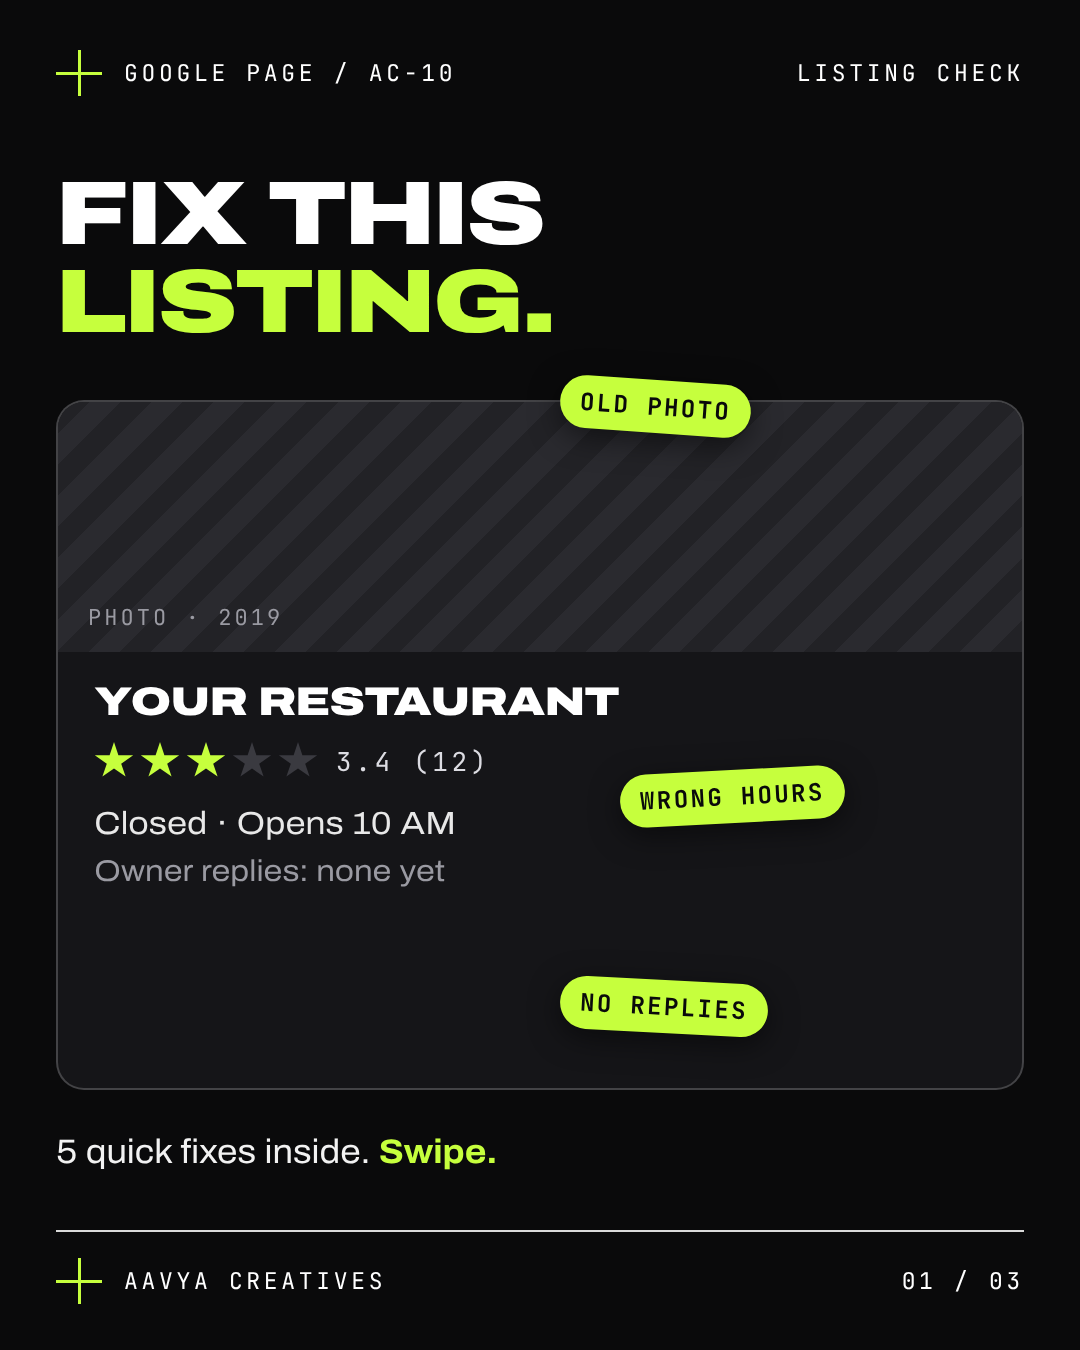 GOOGLE PAGE / AC-10
LISTING CHECK
FIX THIS
LISTING.
OLD PHOTO
PHOTO · 2019
YOUR RESTAURANT
3.4 (12)
WRONG HOURS
Closed · Opens 10 AM
Owner replies: none yet
NO REPLIES
5 quick fixes inside. Swipe.
AAVYA CREATIVES
01 / 03